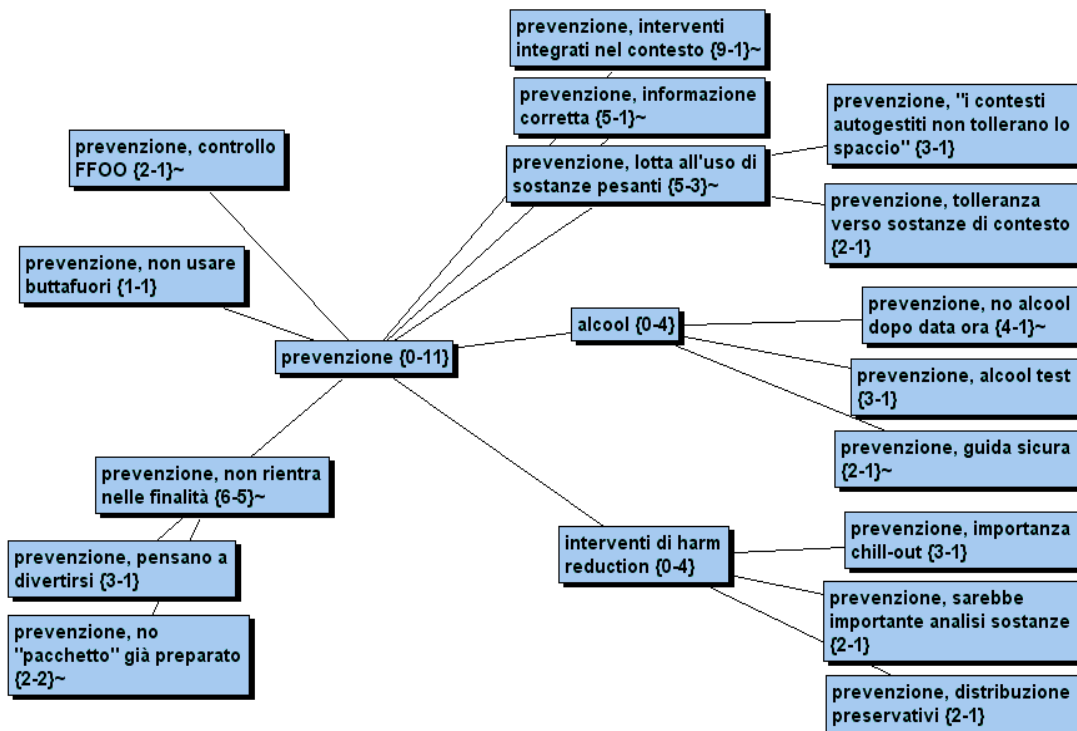 prevenzione, interventi
integrati nel contesto {9-1}~
prevenzione, informazione
corretta {5-1}~
prevenzione, lotta all'uso di
sostanze pesanti {5-3}~
prevenzione, "i contesti
autogestiti non tollerano lo
spaccio" {3-1}
prevenzione, tolleranza
verso sostanze di contesto
{2-1}
prevenzione, controllo
FFOO {2-1}~
prevenzione, non usare
buttafuori {1-1}
prevenzione {0-11}
alcool {0-4}
prevenzione, no alcool
dopo data ora {4-1}~
prevenzione, alcool test
{3-1}
prevenzione, guida sicura
{2-1}~
prevenzione, non rientra
nelle finalità {6-5}~
prevenzione, pensano a
divertirsi {3-1}
prevenzione, no
"pacchetto" già preparato
{2-2}~
interventi di harm
reduction {0-4}
prevenzione, importanza
chill-out {3-1}
prevenzione, sarebbe
importante analisi sostanze
{2-1}
prevenzione, distribuzione
preservativi {2-1}